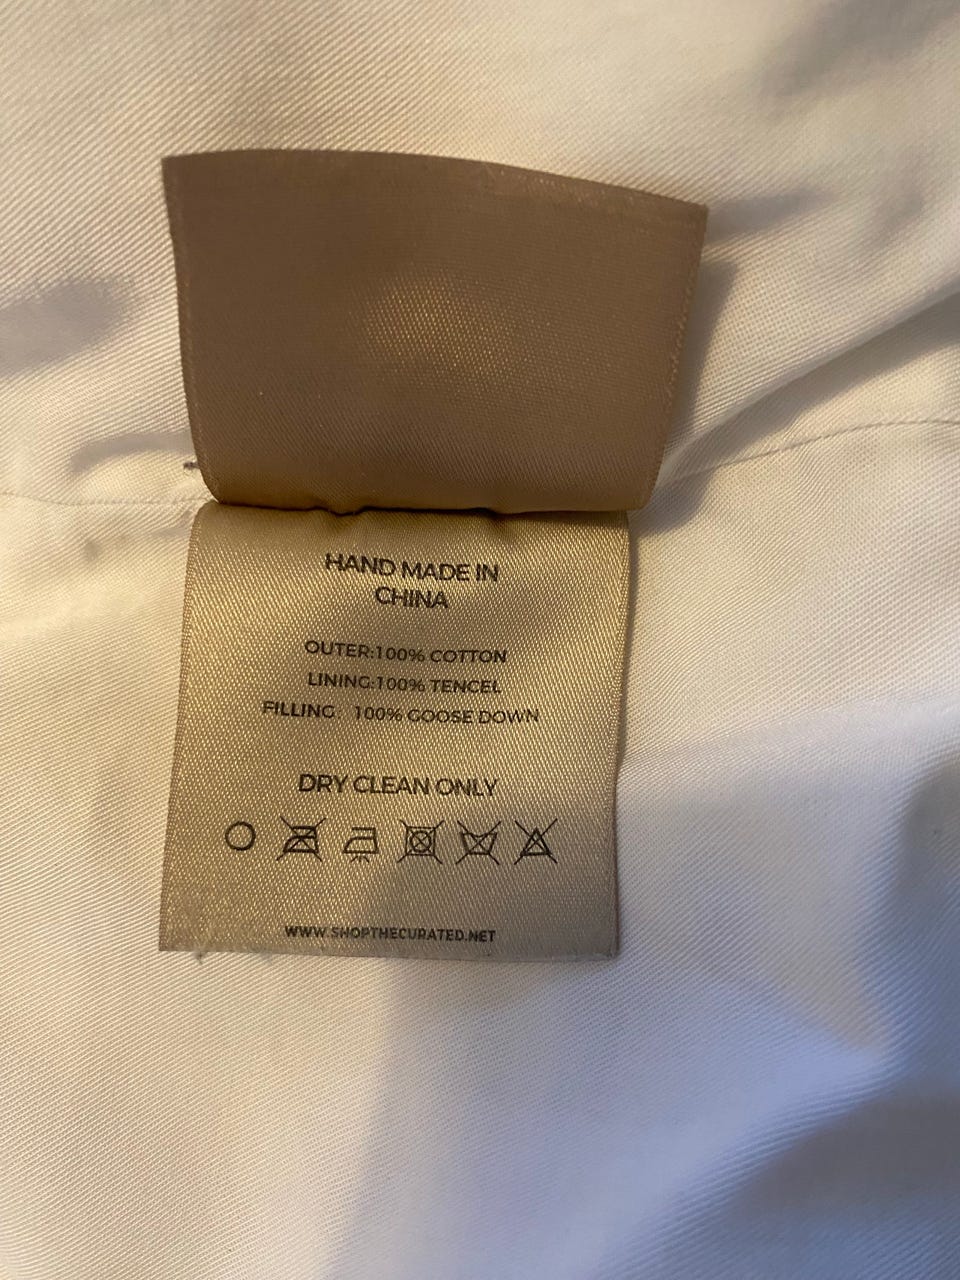 HAND MADE IN
CHINA
OUTER:100% COTTON
LINING:100% TENCEL
FILLING: 100% GOOSE DOWN
DRY CLEAN ONLY
WWW.SHOPTHECURATED.NET